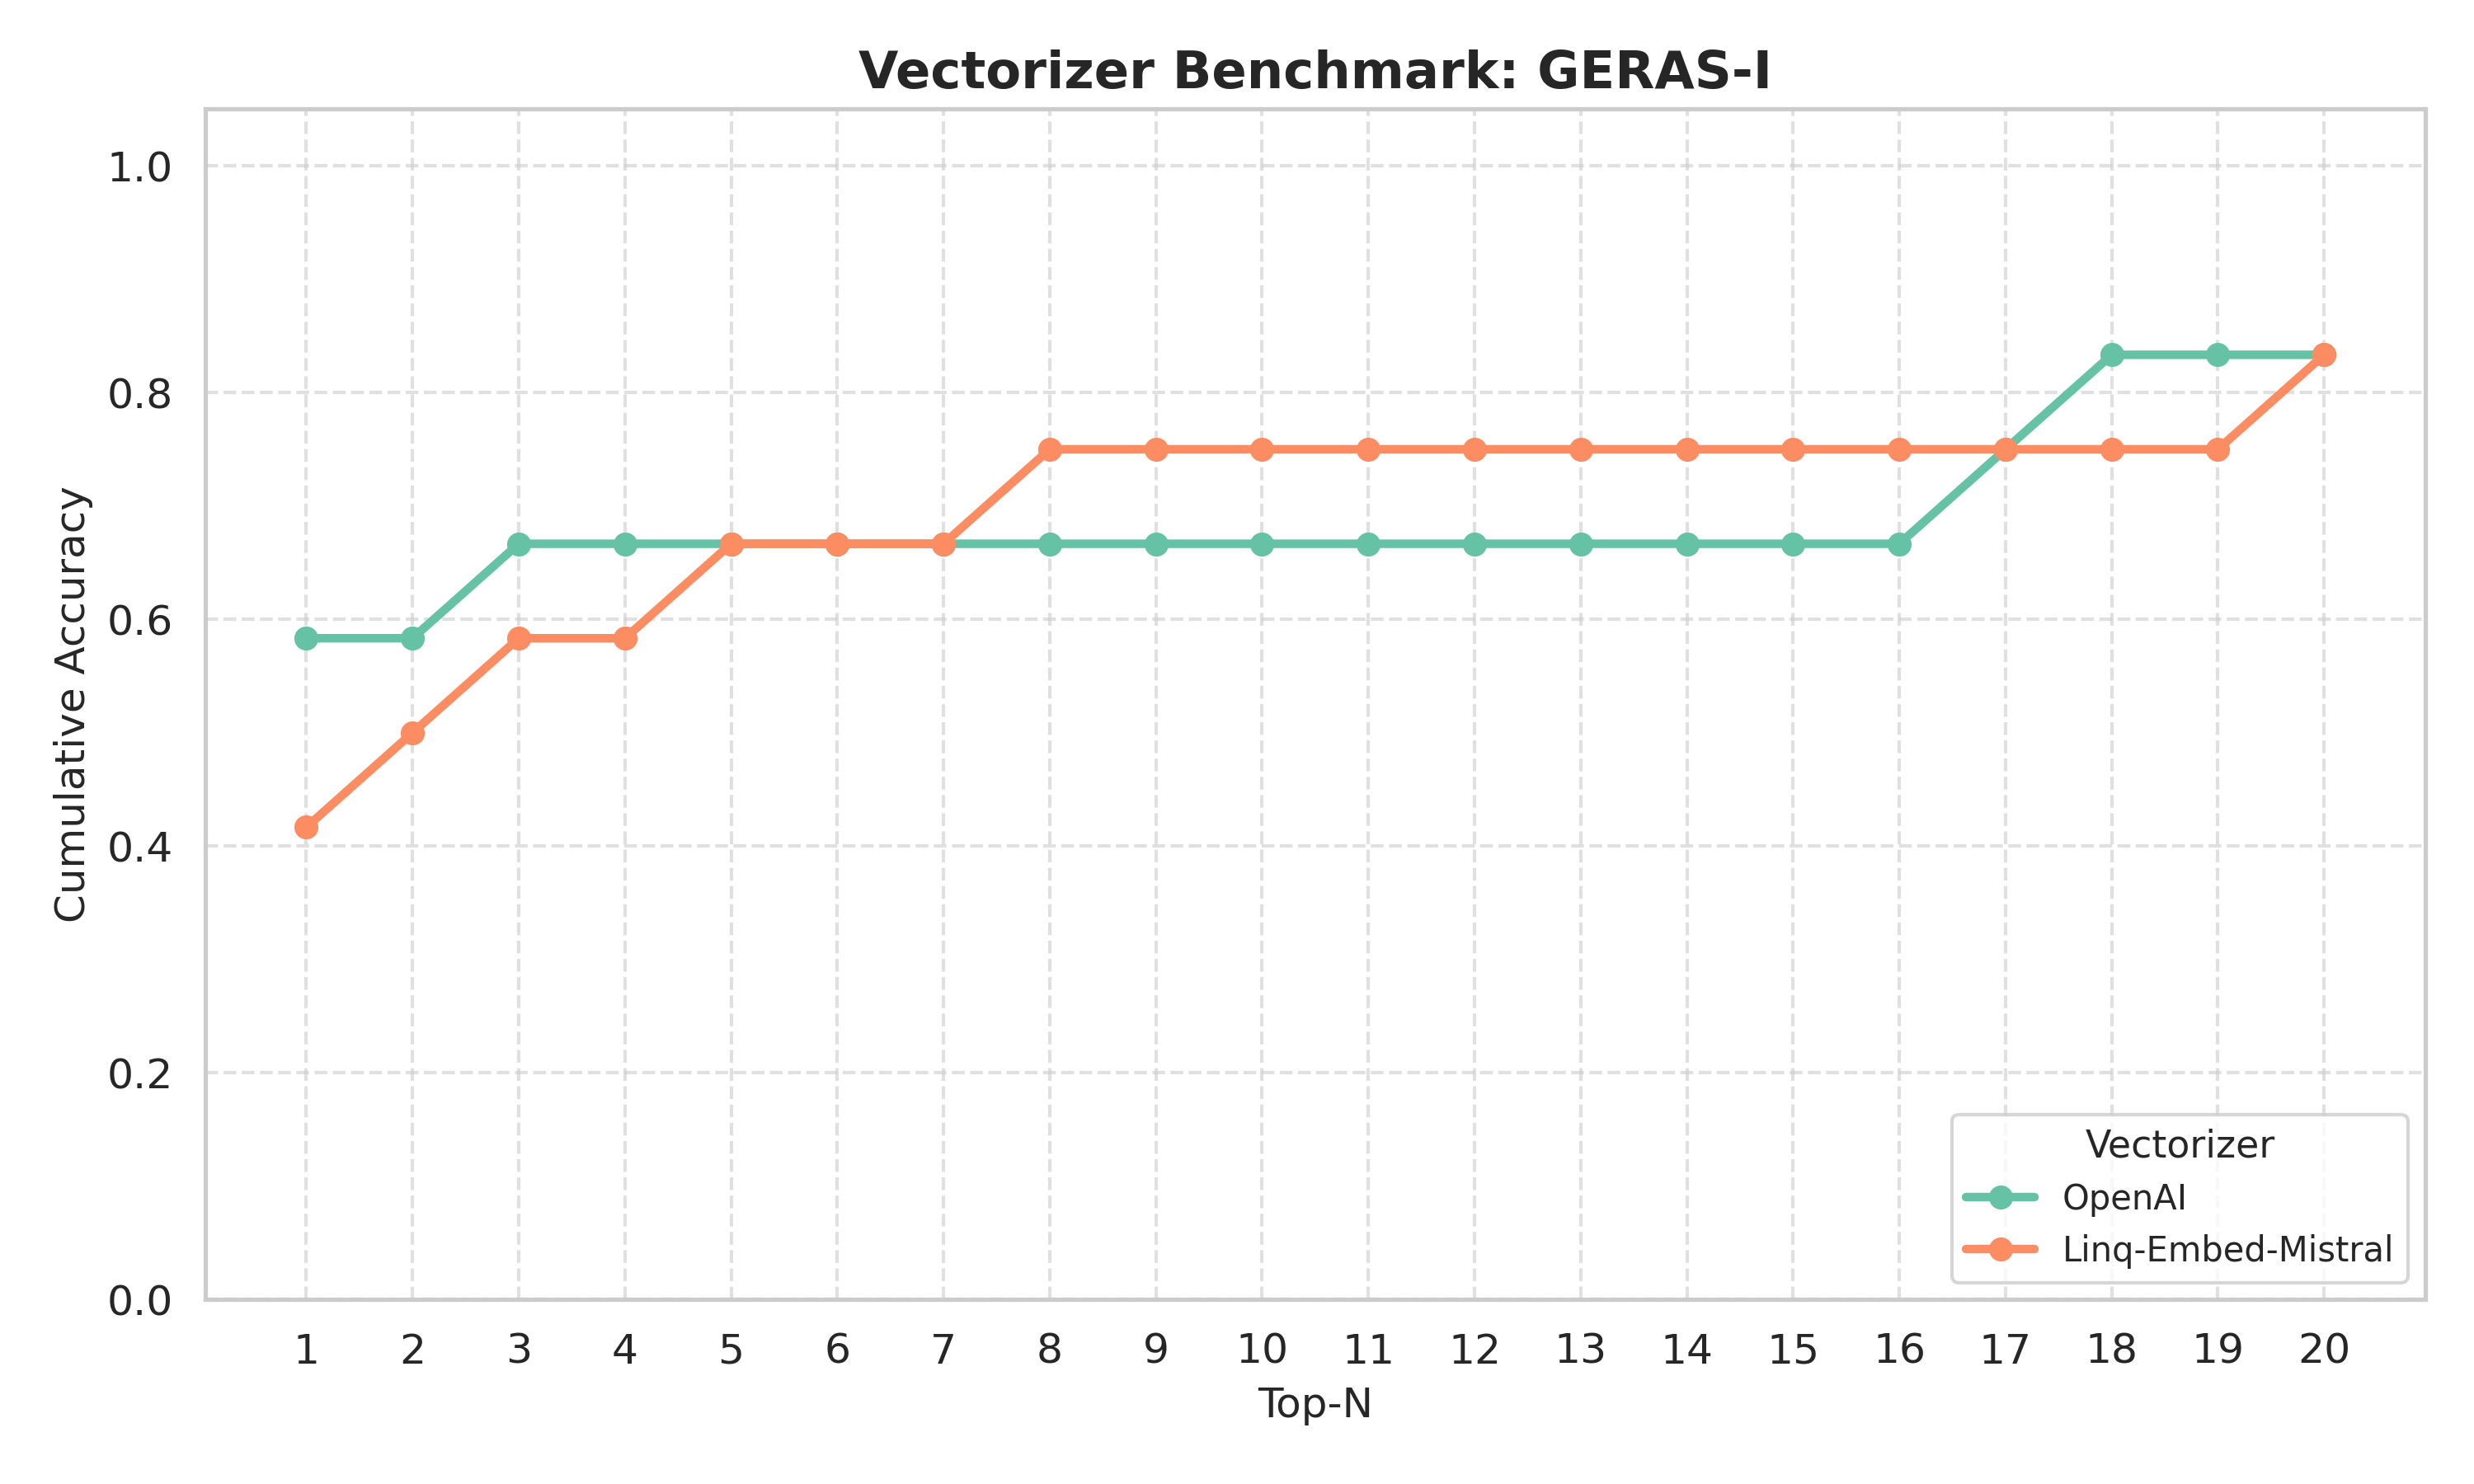 Vectorizer Benchmark: GERAS-I
1.0
0.8
0.6
0.4
0.2
0.0
Cumulative Accuracy
1 2 3 4 5 6 7 8 9 10 11 12 13 14 15 16 17 18 19 20
Top-N
Vectorizer
OpenAI
Linq-Embed-Mistral